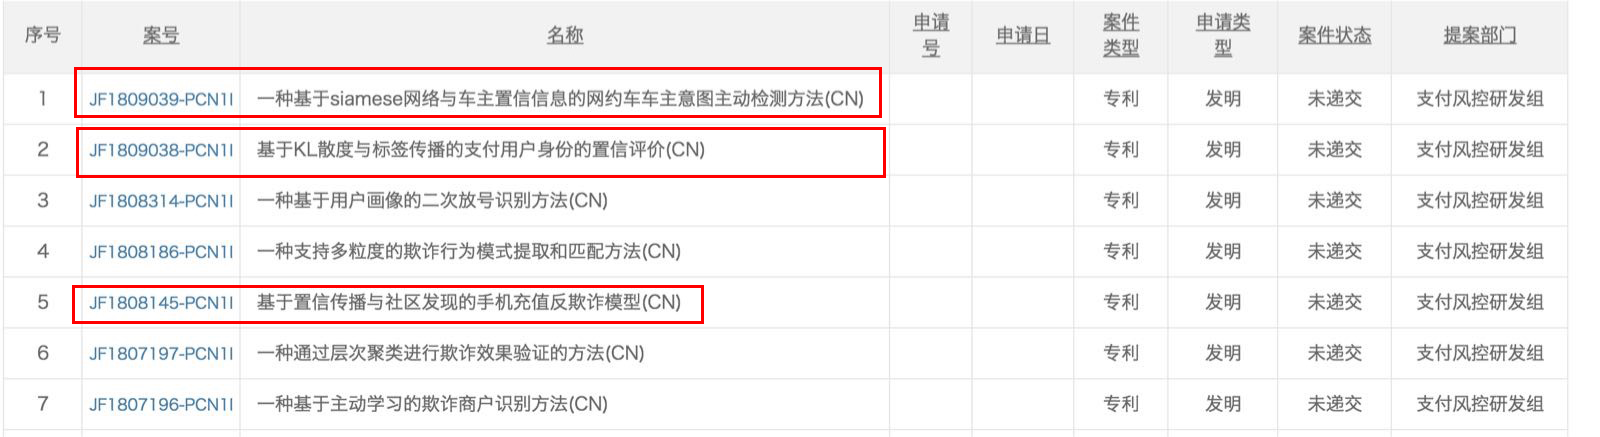 序号 案号 名称 申请号 申请日 案件类型 申请类型 案件状态 提案部门
1 JF1809039-PCN1I 一种基于siamese网络与车主置信信息的网约车车主意图主动检测方法(CN) 专利 发明 未递交 支付风控研发组
2 JF1809038-PCN1I 基于KL散度与标签传播的支付用户身份的置信评价(CN) 专利 发明 未递交 支付风控研发组
3 JF1808314-PCN1I 一种基于用户画像的二次放号识别方法(CN) 专利 发明 未递交 支付风控研发组
4 JF1808186-PCN1I 一种支持多粒度的欺诈行为模式提取和匹配方法(CN) 专利 发明 未递交 支付风控研发组
5 JF1808145-PCN1I 基于置信传播与社区发现的手机充值反欺诈模型(CN) 专利 发明 未递交 支付风控研发组
6 JF1807197-PCN1I 一种通过层次聚类进行欺诈效果验证的方法(CN) 专利 发明 未递交 支付风控研发组
7 JF1807196-PCN1I 一种基于主动学习的欺诈商户识别方法(CN) 专利 发明 未递交 支付风控研发组